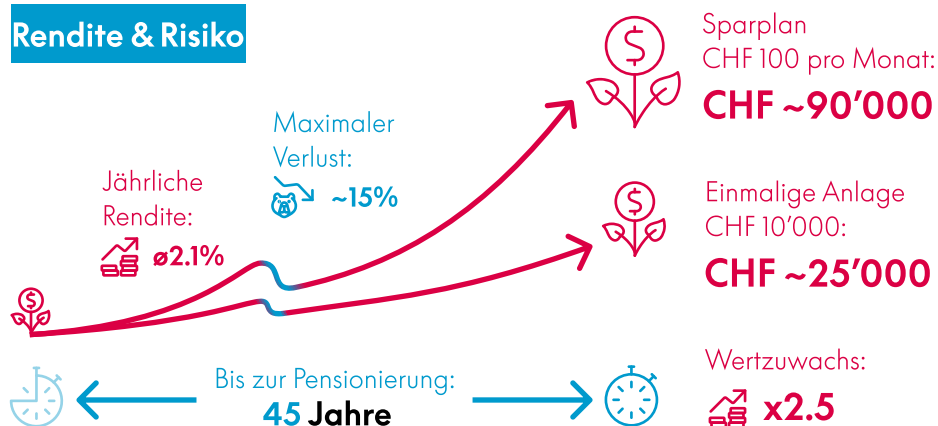 Rendite & Risiko
Sparplan
CHF 100 pro Monat:
CHF ~90’000
Maximaler
Verlust:
~15%
Jährliche
Rendite:
ø2.1%
Einmalige Anlage
CHF 10’000:
CHF ~25’000
Bis zur Pensionierung:
45 Jahre
Wertzuwachs:
x2.5